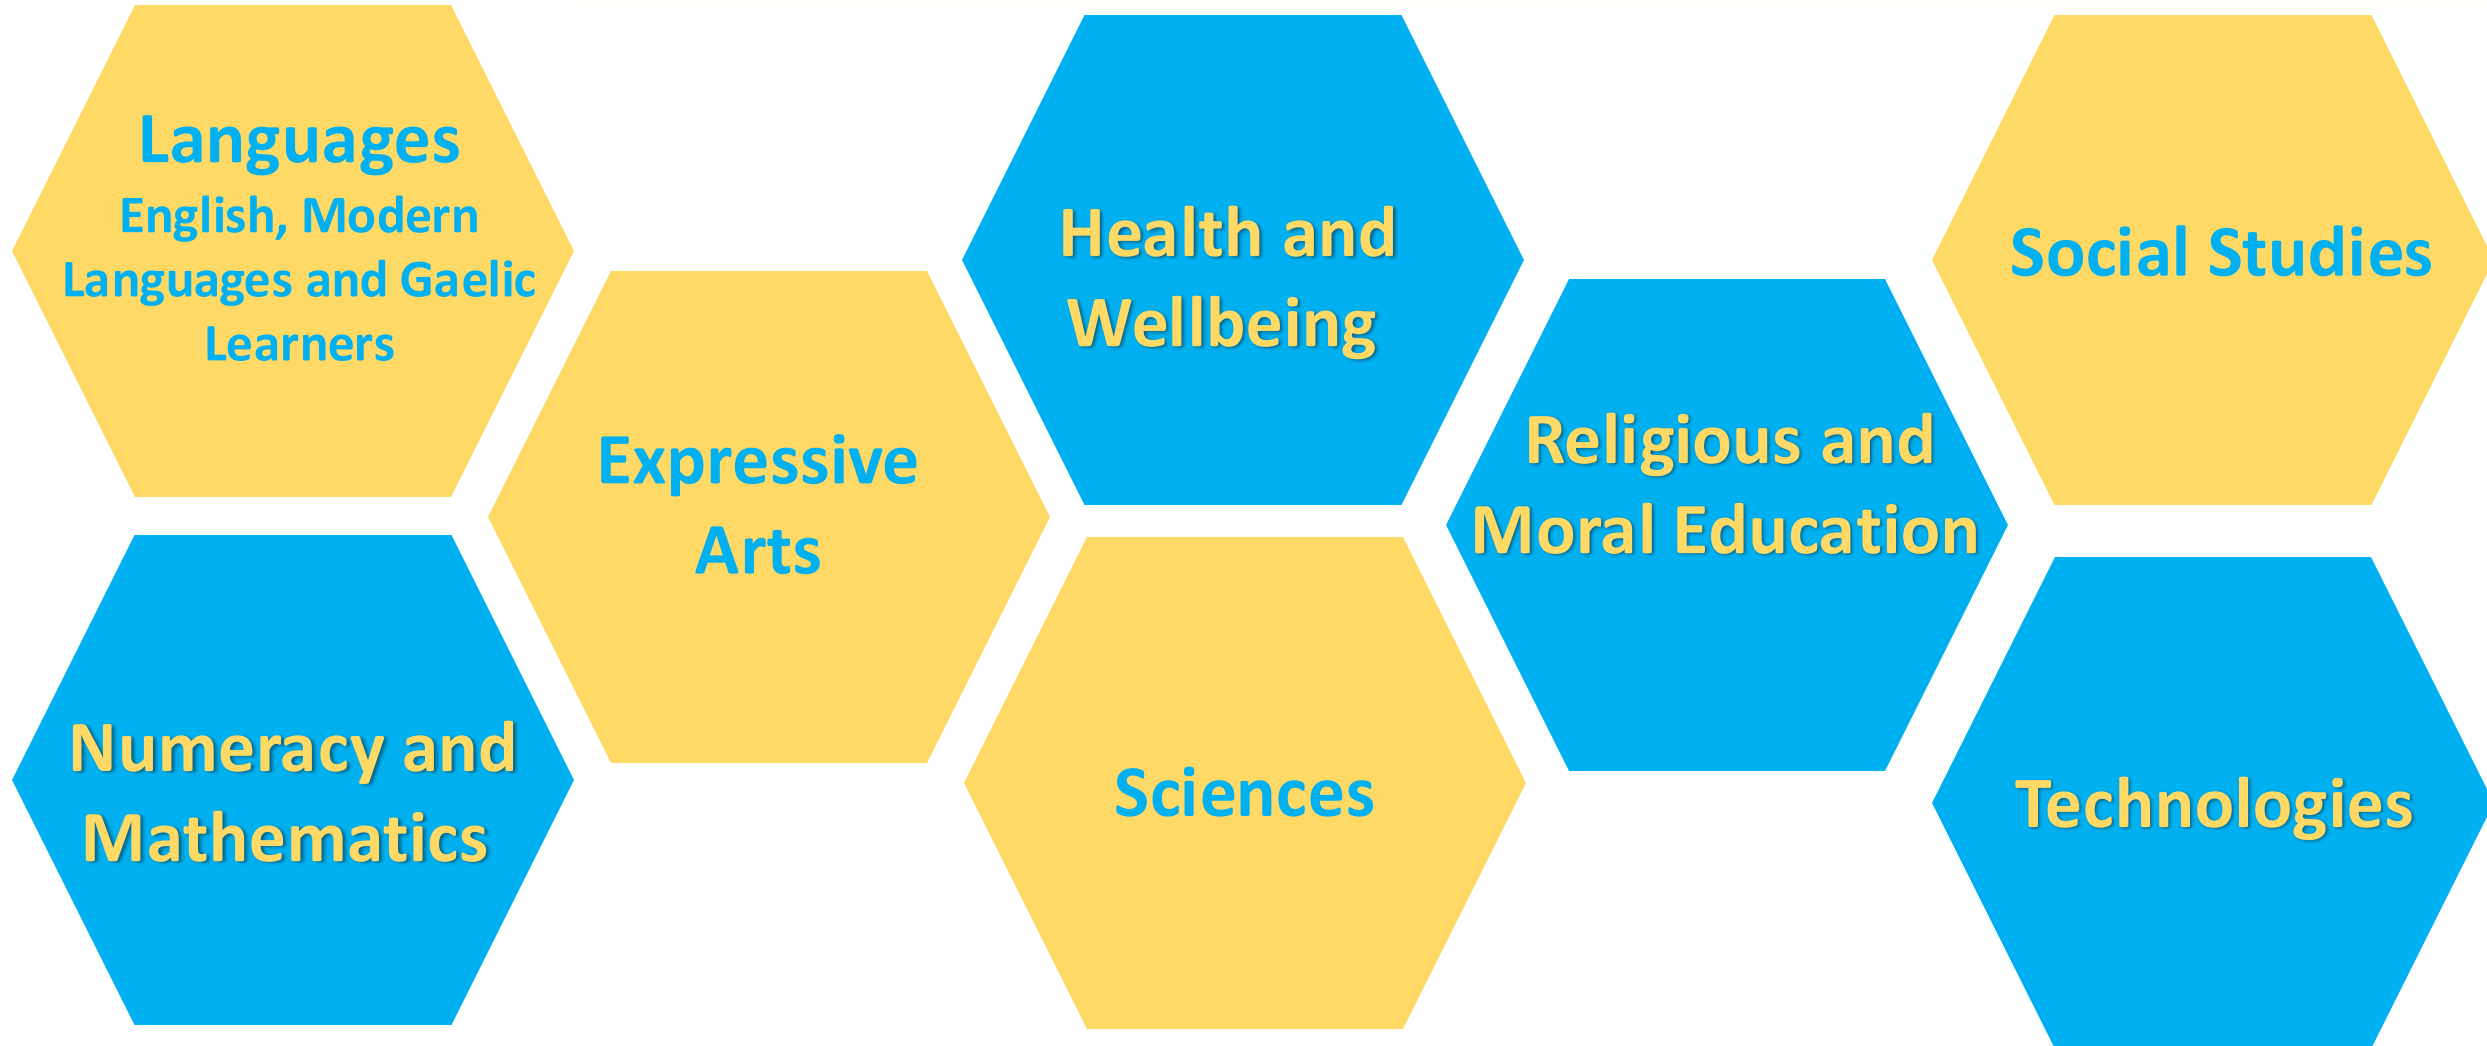 Languages
English, Modern
Languages and Gaelic
Learners
Numeracy and
Mathematics
Expressive
Arts
Health and
Wellbeing
Sciences
Religious and
Moral Education
Social Studies
Technologies